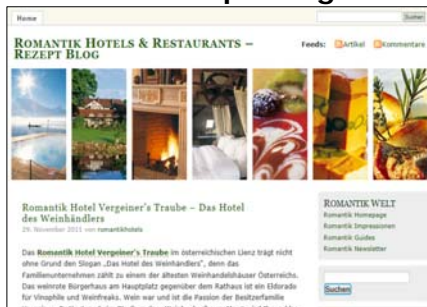 Home
Suchen
ROMANTIK HOTELS & RESTAURANTS –
REZEPT BLOG
Feeds: Artikel Kommentare
Romantik Hotel Vergeiner's Traube – Das Hotel
des Weinhändlers
29. November 2011 von romantikhotels
Das Romantik Hotel Vergeiner's Traube im österreichischen Lienz trägt nicht
ohne Grund den Slogan „Das Hotel des Weinhändlers", denn das
Familienunternehmen zählt zu einem der ältesten Weinhandelshäuser Österreichs.
Das weinrote Bürgerhaus am Hauptplatz gegenüber dem Rathaus ist ein Eldorado
für Vinophile und Weinfreaks. Wein war und ist die Passion der Besitzerfamilie
ROMANTIK WELT
Romantik Homepage
Romantik Impressionen
Romantik Guides
Romantik Newsletter
Suchen